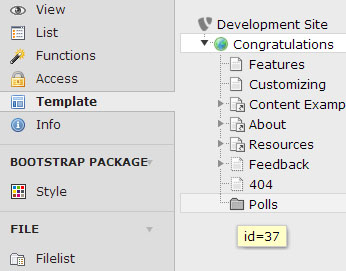 View
List
Functions
Access
Template
Info
BOOTSTRAP PACKAGE
Style
FILE
Filelist
Development Site
Congratulations
Features
Customizing
Content Examp
About
Resources
Feedback
404
Polls
id=37